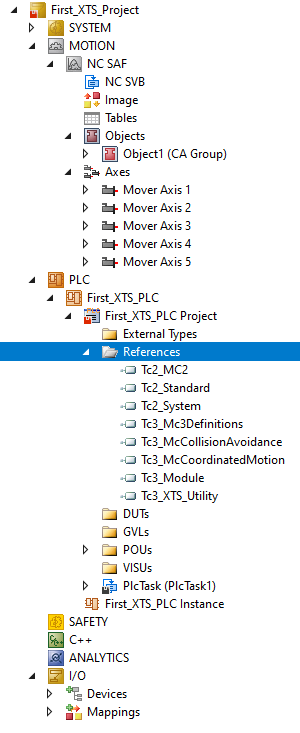 First_XTS_Project
SYSTEM
MOTION
NC SAF
NC SVB
Image
Tables
Objects
Object1 (CA Group)
Axes
Mover Axis 1
Mover Axis 2
Mover Axis 3
Mover Axis 4
Mover Axis 5
PLC
First_XTS_PLC
First_XTS_PLC Project
External Types
References
Tc2_MC2
Tc2_Standard
Tc2_System
Tc3_Mc3Definitions
Tc3_McCollisionAvoidance
Tc3_McCoordinatedMotion
Tc3_Module
Tc3_XTS_Utility
DUTs
GVLs
POUs
VISUs
PlcTask (PlcTask1)
First_XTS_PLC Instance
SAFETY
C++
ANALYTICS
I/O
Devices
Mappings